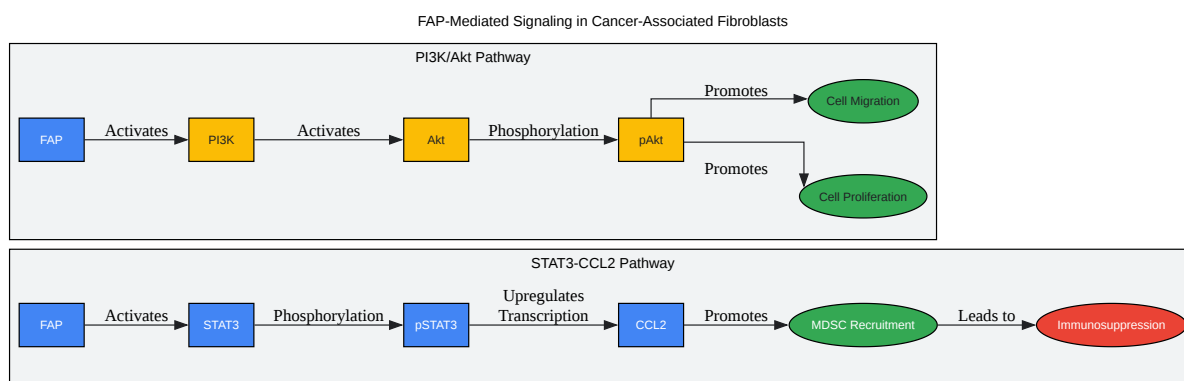 FAP-Mediated Signaling in Cancer-Associated Fibroblasts
PI3K/Akt Pathway
FAP
Activates
PI3K
Activates
Akt
Phosphorylation
pAkt
Promotes
Cell Migration
Promotes
Cell Proliferation
STAT3-CCL2 Pathway
FAP
Activates
STAT3
Phosphorylation
pSTAT3
Upregulates
Transcription
CCL2
Promotes
MDSC Recruitment
Leads to
Immunosuppression